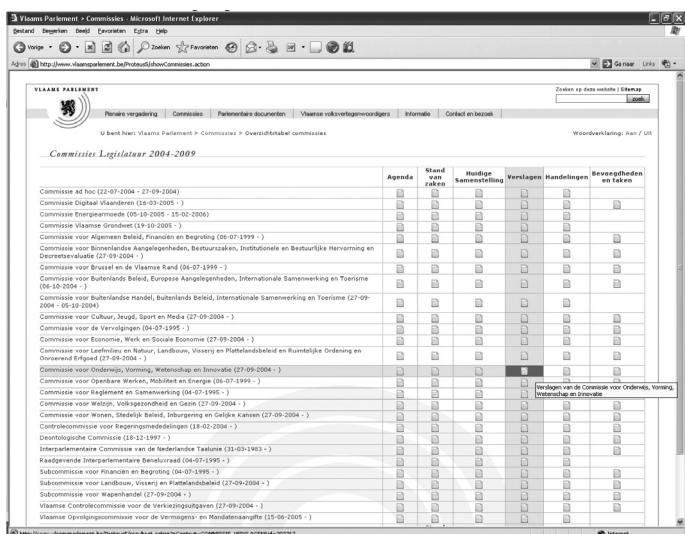 Vlaams Parlement > Commissies - Microsoft Internet Explorer
Bestand Bewerken Beeld Favorieten Extra Help
Vorige Zoeken Favorieten
Adres http://www.vlaamsparlement.be/Proteus5/showCommissies.action Ga naar Links
VLAAMS PARLEMENT
Zoeken op deze website | Sitemap
zoek
Plenaire vergadering Commissies Parlementaire documenten Vlaamse volksvertegenwoordigers Informatie Contact en bezoek
U bent hier: Vlaams Parlement > Commissies > Overzichtstabel commissies Woordverklaring: Aan / Uit
Commissies Legislatuur 2004-2009
Agenda Stand van zaken Huidige Samenstelling Verslagen Handelingen Bevoegdheden en taken
Commissie ad hoc (22-07-2004 - 27-09-2004)
Commissie Digitaal Vlaanderen (16-03-2005 - )
Commissie Energiearmoede (05-10-2005 - 15-02-2006)
Commissie Vlaamse Grondwet (19-10-2005 - )
Commissie voor Algemeen Beleid, Financiën en Begroting (06-07-1999 - )
Commissie voor Binnenlandse Aangelegenheden, Bestuurszaken, Institutionele en Bestuurlijke Hervorming en
Decreetsevaluatie (27-09-2004 - )
Commissie voor Brussel en de Vlaamse Rand (06-07-1999 - )
Commissie voor Buitenlands Beleid, Europese Aangelegenheden, Internationale Samenwerking en Toerisme
(06-10-2004 - )
Commissie voor Buitenlandse Handel, Buitenlands Beleid, Internationale Samenwerking en Toerisme (27-09-
2004 - 05-10-2004)
Commissie voor Cultuur, Jeugd, Sport en Media (27-09-2004 - )
Commissie voor de Vervolgingen (04-07-1995 - )
Commissie voor Economie, Werk en Sociale Economie (27-09-2004 - )
Commissie voor Leefmilieu en Natuur, Landbouw, Visserij en Plattelandsbeleid en Ruimtelijke Ordening en
Onroerend Erfgoed (27-09-2004 - )
Commissie voor Onderwijs, Vorming, Wetenschap en Innovatie (27-09-2004 - )
Commissie voor Openbare Werken, Mobiliteit en Energie (06-07-1999 - )
Verslagen van de Commissie voor Onderwijs, Vorming,
Wetenschap en Innovatie
Commissie voor Reglement en Samenwerking (04-07-1995 - )
Commissie voor Welzijn, Volksgezondheid en Gezin (27-09-2004 - )
Commissie voor Wonen, Stedelijk Beleid, Inburgering en Gelijke Kansen (27-09-2004 - )
Controlecommissie voor Regeringsmededelingen (18-02-2004 - )
Deontologische Commissie (18-12-1997 - )
Interparlementaire Commissie van de Nederlandse Taalunie (31-03-1983 - )
Raadgevende Interparlementaire Beneluxraad (04-07-1995 - )
Subcommissie voor Financiën en Begroting (04-07-1995 - )
Subcommissie voor Landbouw, Visserij en Plattelandsbeleid (27-09-2004 - )
Subcommissie voor Wapenhandel (27-09-2004 - )
Vlaamse Controlecommissie voor de Verkiezingsuitgaven (27-09-2004 - )
Vlaamse Opvolgingscommissie voor de Vermogens- en Mandatenaangifte (15-06-2005 - )
Internet